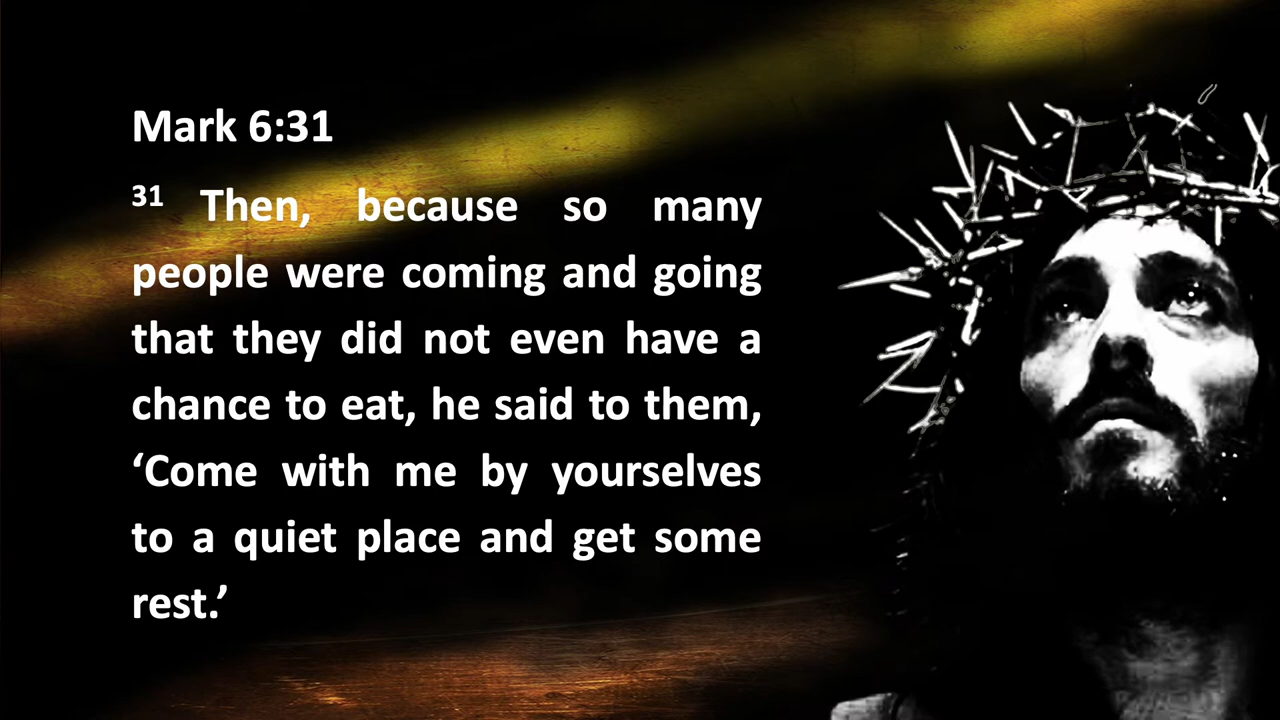 Mark 6:31
31 Then, because so many
people were coming and going
that they did not even have a
chance to eat, he said to them,
‘Come with me by yourselves
to a quiet place and get some
rest.’